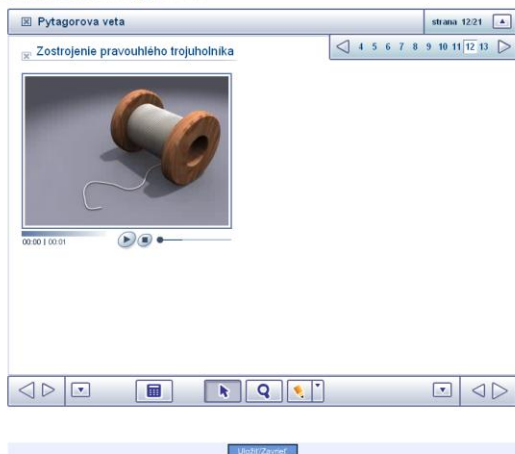 Pytagorova veta
strana 12/21
Zostrojenie pravouhlého trojuholníka
4 5 6 7 8 9 10 11 12 13
00:00 | 00:01
Uložiť/Zavrieť